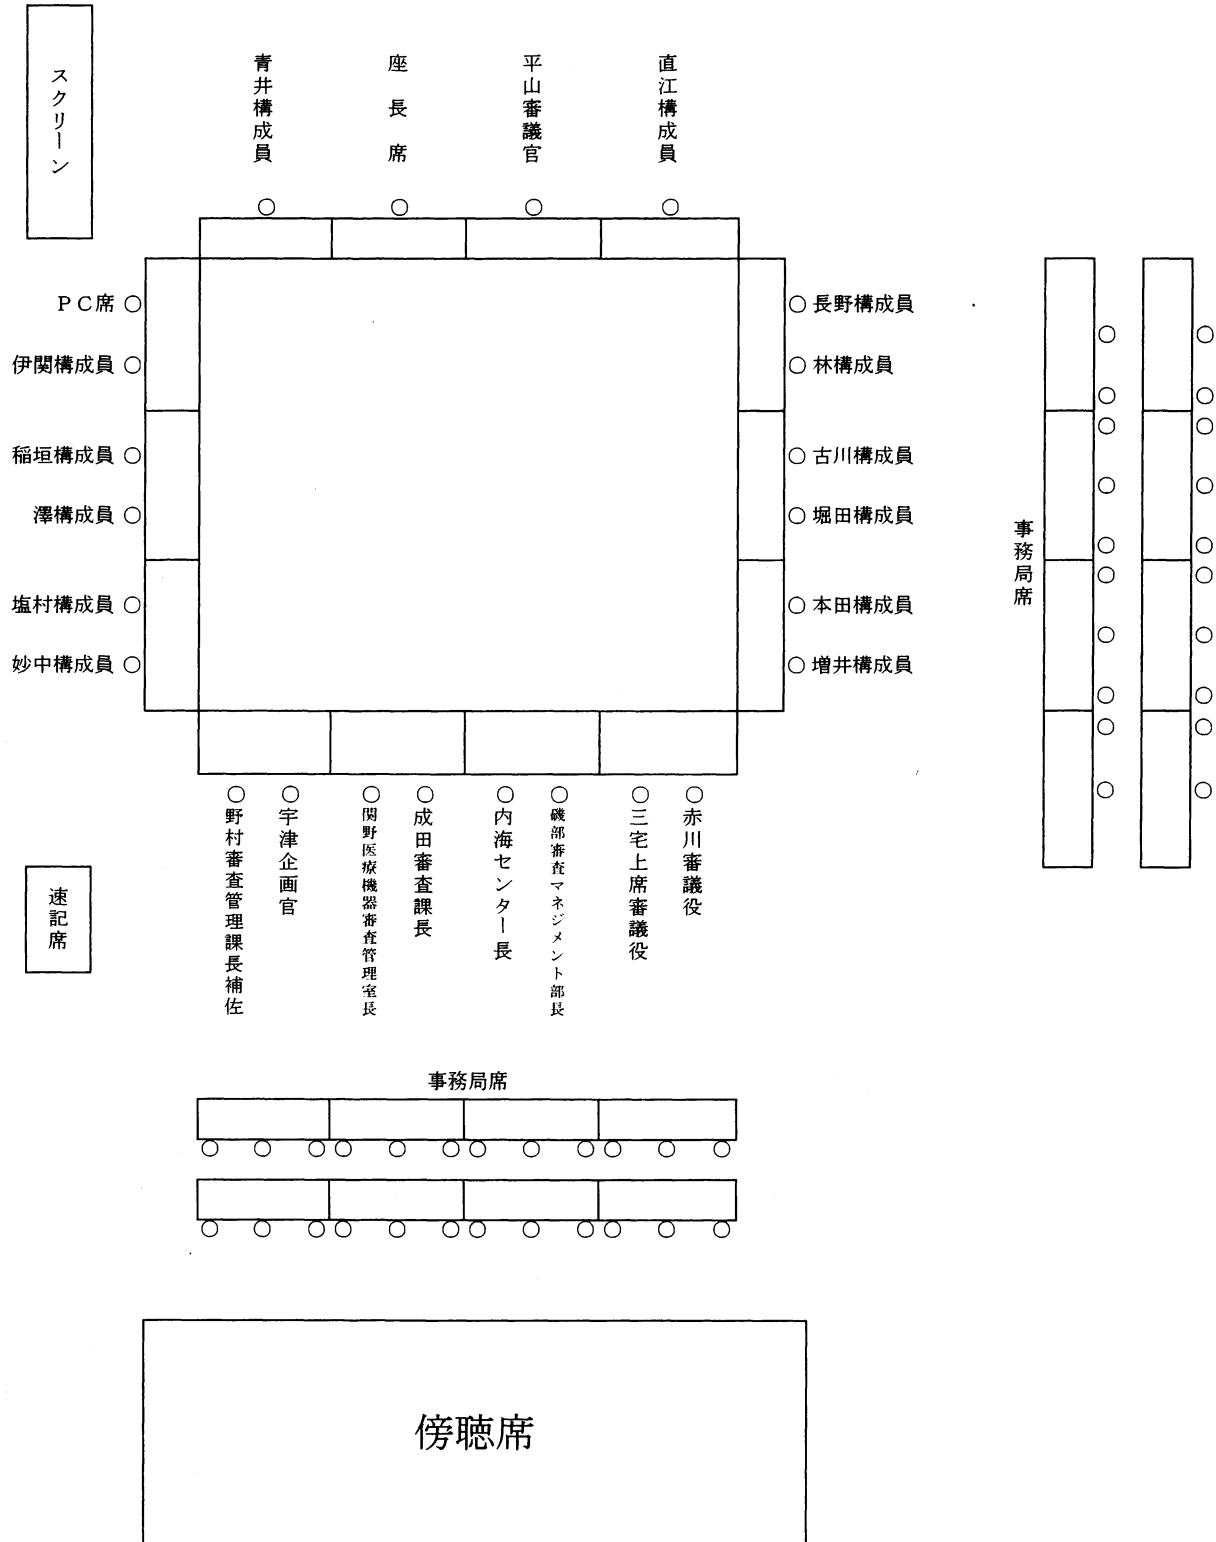 スクリーン
青井構成員
座長席
平山審議官
直江構成員
ＰＣ席
伊関構成員
稲垣構成員
澤構成員
塩村構成員
妙中構成員
長野構成員
林構成員
古川構成員
堀田構成員
本田構成員
増井構成員
事務局席
速記席
野村審査管理課長補佐
宇津企画官
関野医療機器審査管理室長
成田審査課長
内海センター長
磯部審査マネジメント部長
三宅上席審議役
赤川審議役
事務局席
傍聴席